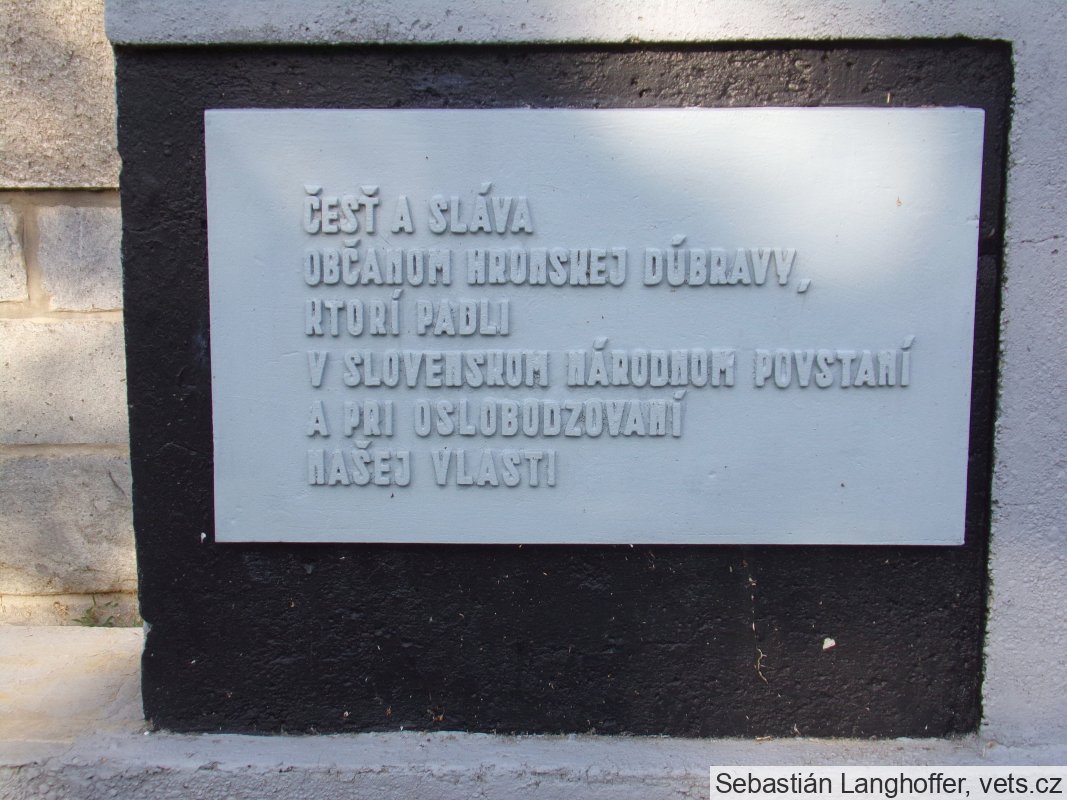 ČESŤ A SLÁVA
OBČANOM HRONSKEJ DÚBRAVY,
KTORÍ PADLI
V SLOVENSKOM NÁRODNOM POVSTANÍ
A PRI OSLOBODZOVANÍ
NAŠEJ VLASTI
Sebastián Langhoffer, vets.cz